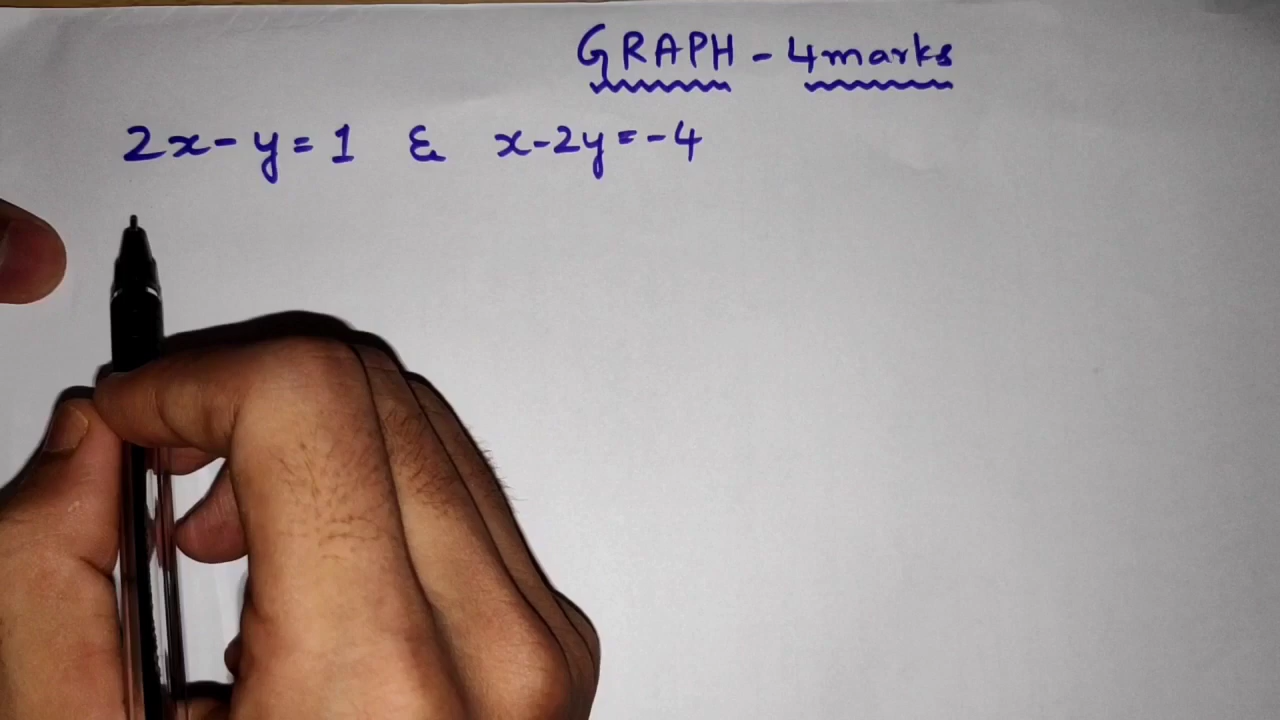 GRAPH - 4marks
2x - y = 1 & x - 2y = -4